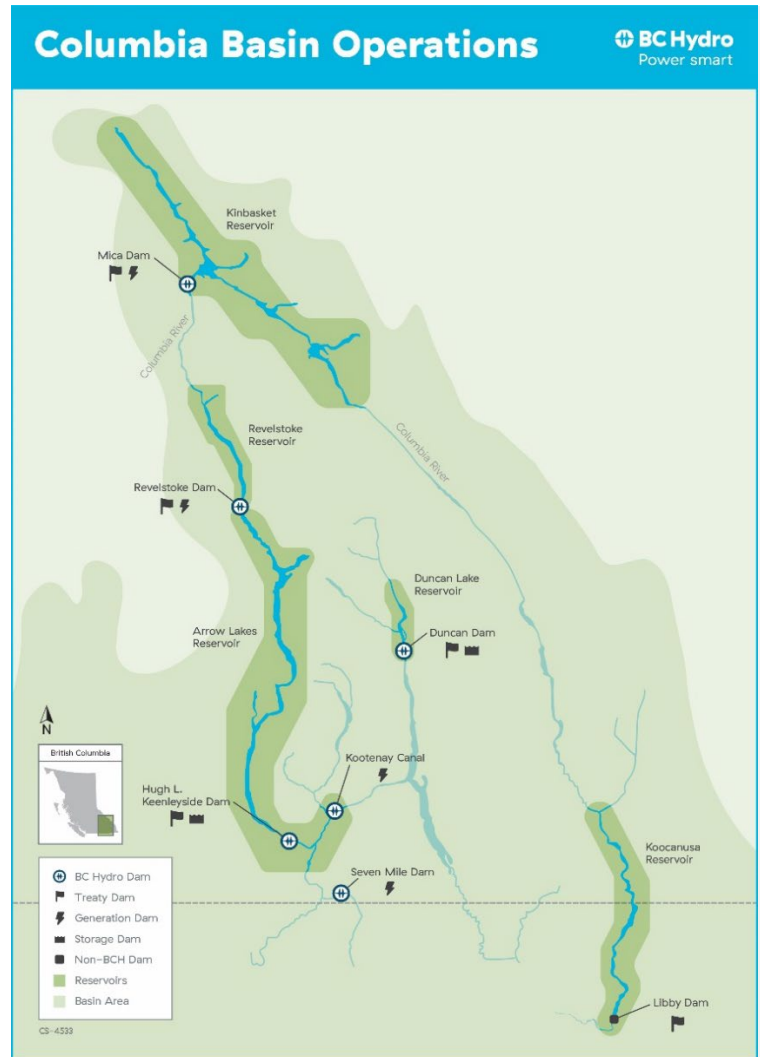 Columbia Basin Operations
BC Hydro
Power smart
Kinbasket
Reservoir
Mica Dam
Columbia River
Columbia River
Revelstoke
Reservoir
Revelstoke Dam
Duncan Lake
Reservoir
Duncan Dam
Arrow Lakes
Reservoir
N
British Columbia
Kootenay Canal
Hugh L.
Keenleyside Dam
Koocanusa
Reservoir
Seven Mile Dam
BC Hydro Dam
Treaty Dam
Generation Dam
Storage Dam
Non-BCH Dam
Reservoirs
Basin Area
Libby Dam
CS-4533